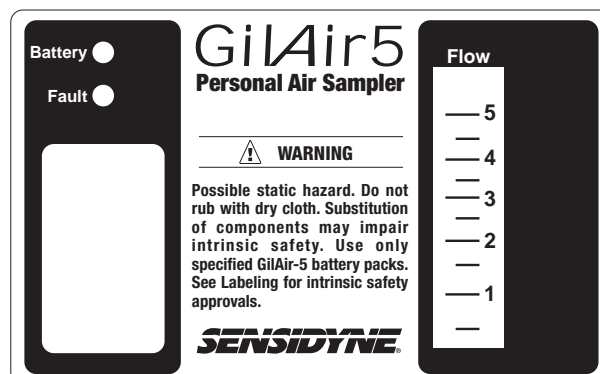 Battery
Fault
GilAir5
Personal Air Sampler
WARNING
Possible static hazard. Do not
rub with dry cloth. Substitution
of components may impair
intrinsic safety. Use only
specified GilAir-5 battery packs.
See Labeling for intrinsic safety
approvals.
SENSIDYNE®
Flow
5
4
3
2
1